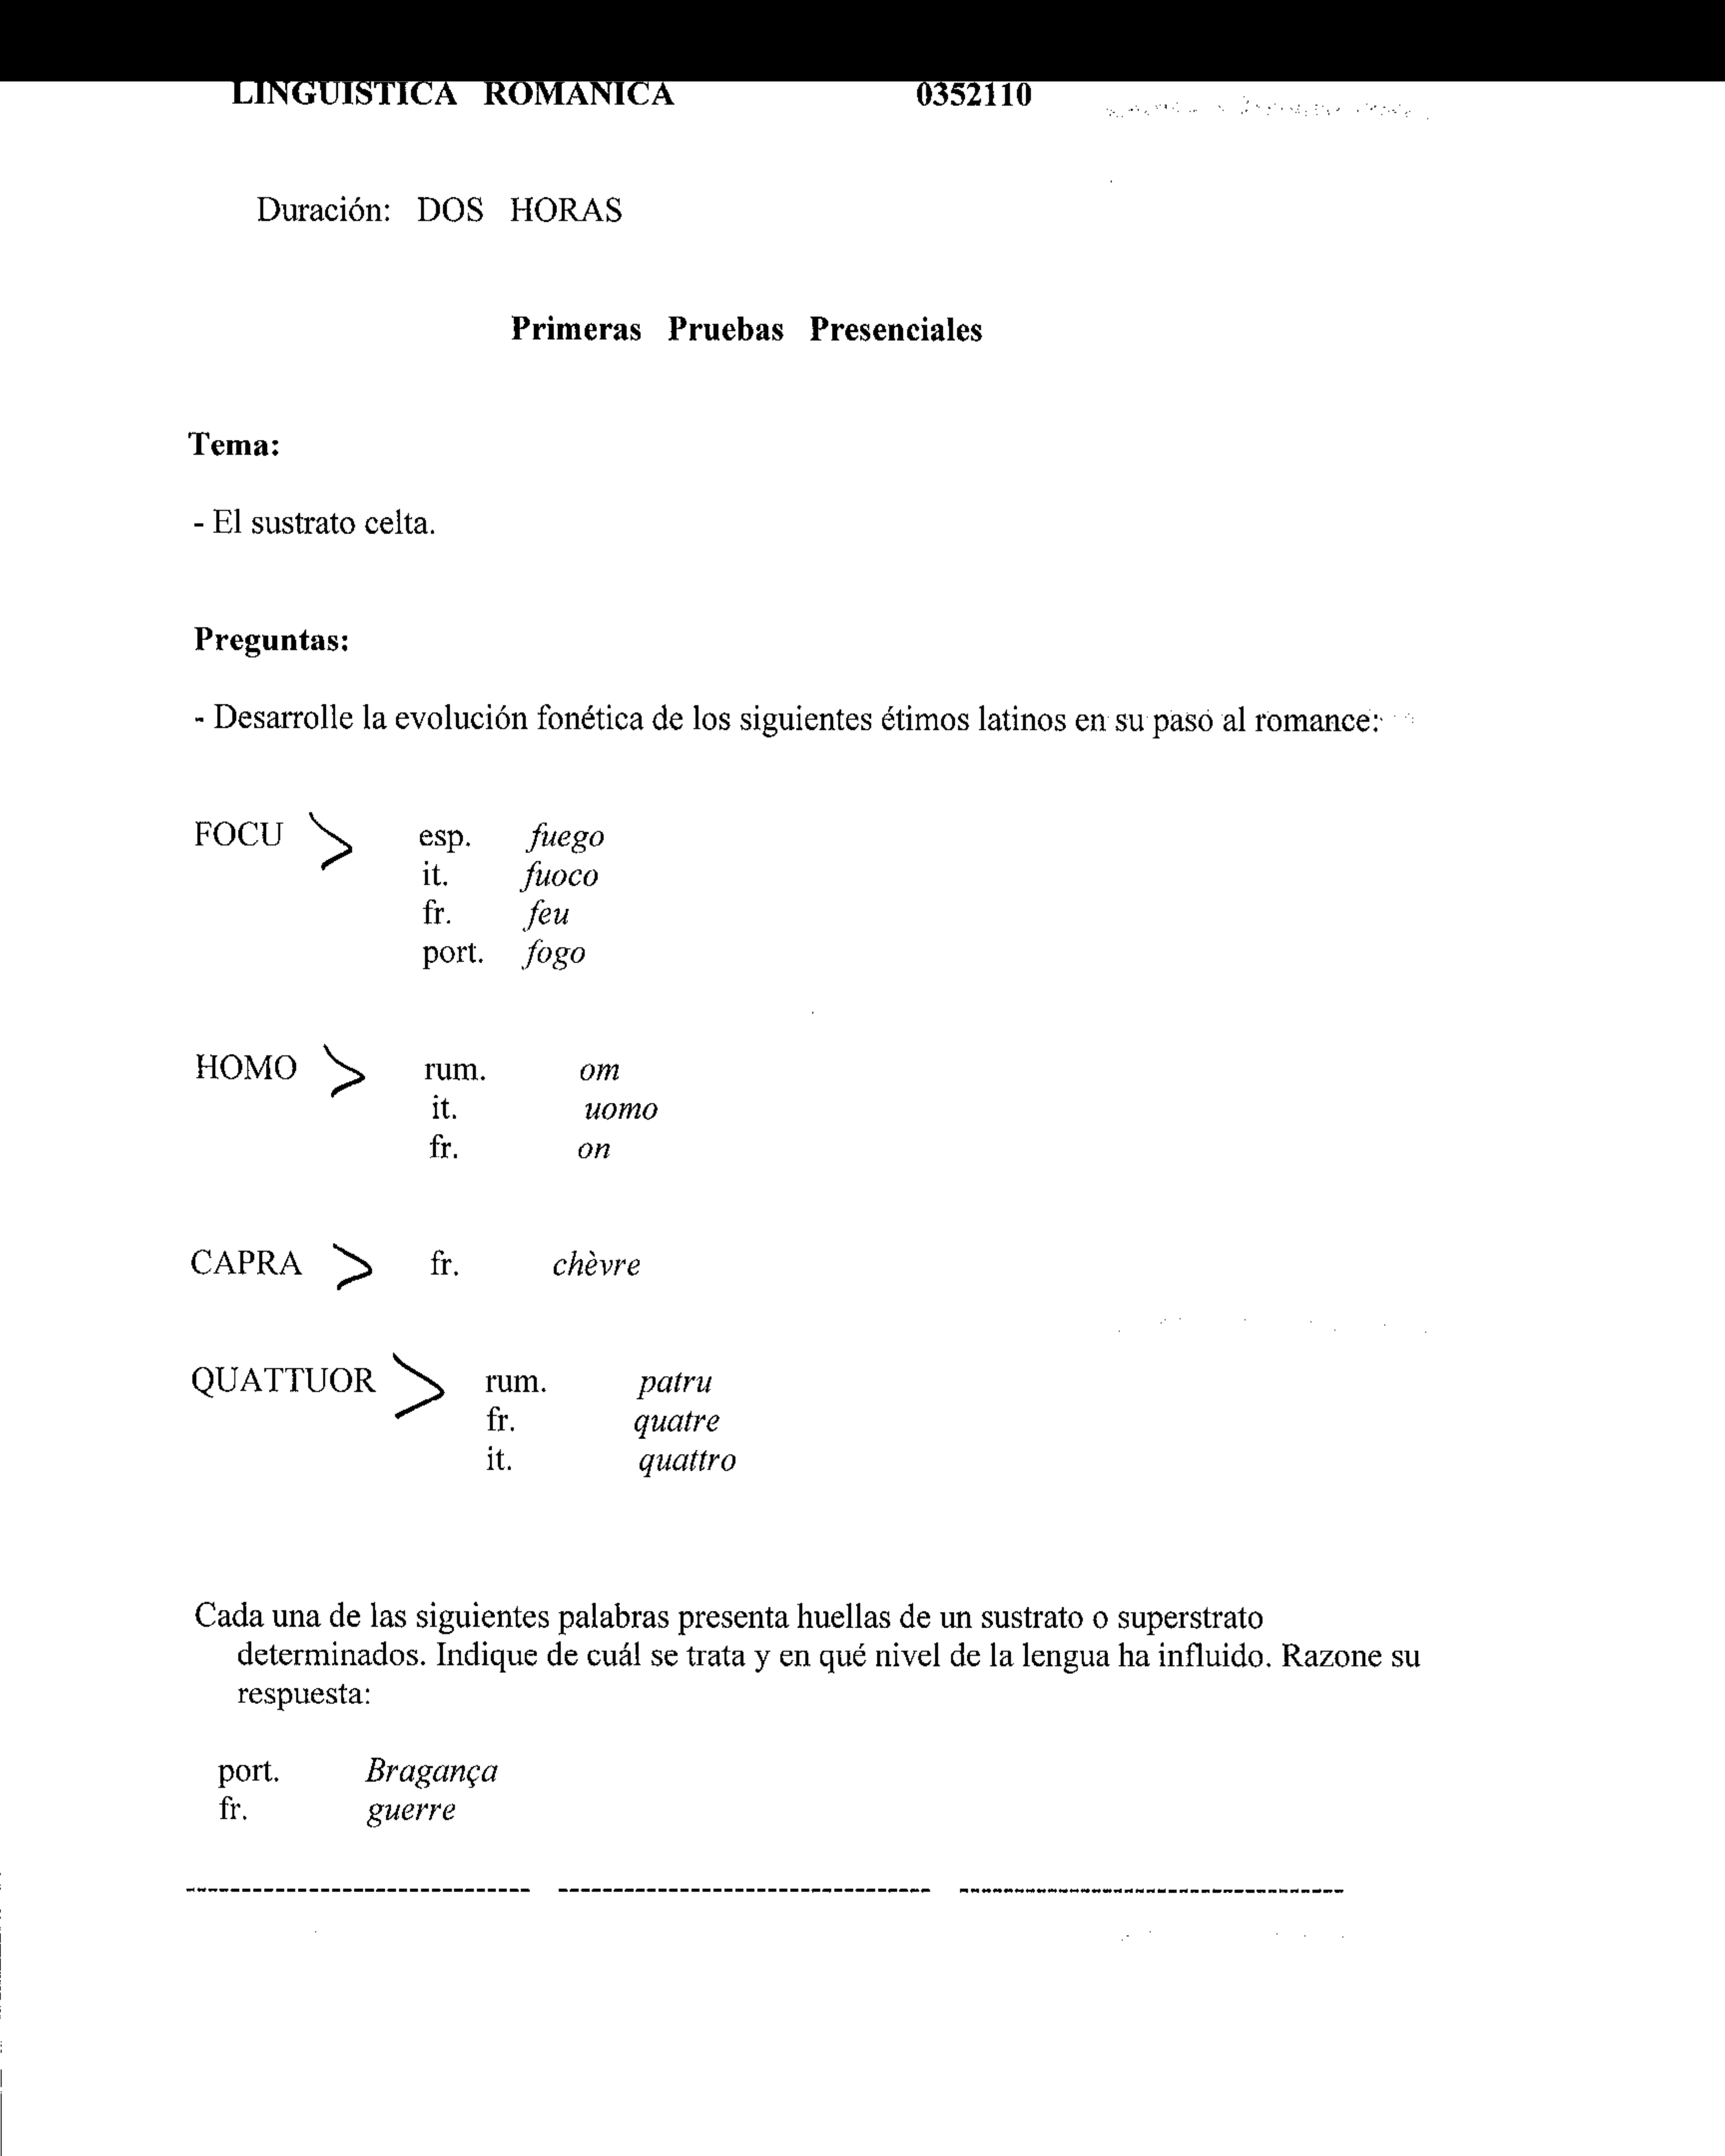 LINGUISTICA ROMANICA 0352110
Duración: DOS HORAS
Primeras Pruebas Presenciales
Tema:
- El sustrato celta.
Preguntas:
- Desarrolle la evolución fonética de los siguientes étimos latinos en su paso al romance:
FOCU > esp. fuego
it. fuoco
fr. feu
port. fogo
HOMO > rum. om
it. uomo
fr. on
CAPRA > fr. chèvre
QUATTUOR > rum. patru
fr. quatre
it. quattro
Cada una de las siguientes palabras presenta huellas de un sustrato o superstrato
determinados. Indique de cuál se trata y en qué nivel de la lengua ha influido. Razone su
respuesta:
port. Bragança
fr. guerre